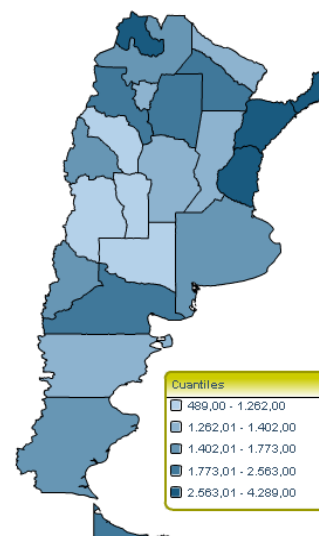 Cuantiles
489,00 - 1.262,00
1.262,01 - 1.402,00
1.402,01 - 1.773,00
1.773,01 - 2.563,00
2.563,01 - 4.289,00